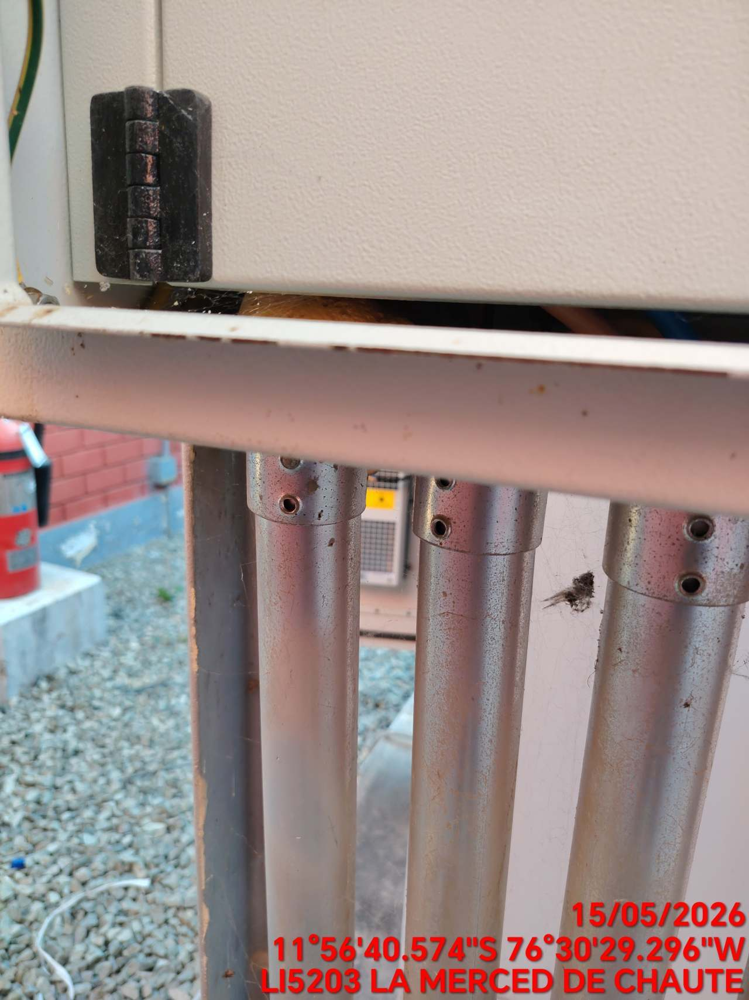 15/05/2026
11°56'40.574"S 76°30'29.296"W
LI5203 LA MERCED DE CHAUTE